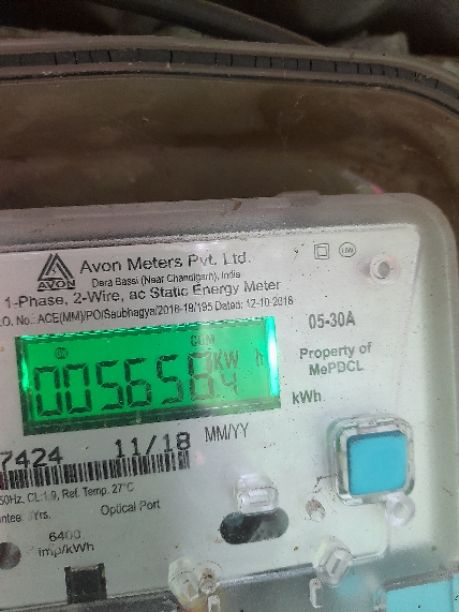 Avon Meters Pvt. Ltd.
AVON
Dera Bassi (Near Chandigarh), India
1-Phase, 2-Wire, ac Static Energy Meter
.O. No.: ACE(MM)/PO/Saubhagya/2018-19/195 Dated: 12-10-2018
05-30A
CUM
KW h
Property of
MePDCL
kWh
7424 11/18 MM/YY
50Hz, CL:1.0, Ref. Temp. 27°C
Yrs.
Optical Port
6400
imp/kWh